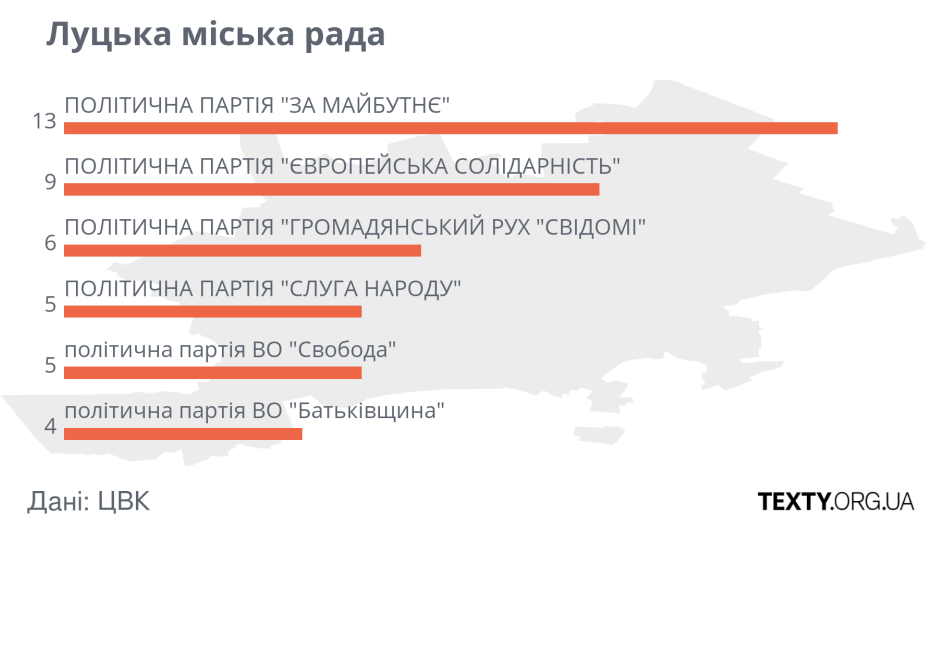 Луцька міська рада
ПОЛІТИЧНА ПАРТІЯ "ЗА МАЙБУТНЄ"
13
ПОЛІТИЧНА ПАРТІЯ "ЄВРОПЕЙСЬКА СОЛІДАРНІСТЬ"
9
ПОЛІТИЧНА ПАРТІЯ "ГРОМАДЯНСЬКИЙ РУХ "СВІДОМІ"
6
ПОЛІТИЧНА ПАРТІЯ "СЛУГА НАРОДУ"
5
політична партія ВО "Свобода"
5
політична партія ВО "Батьківщина"
4
Дані: ЦВК
TEXTY.ORG.UA